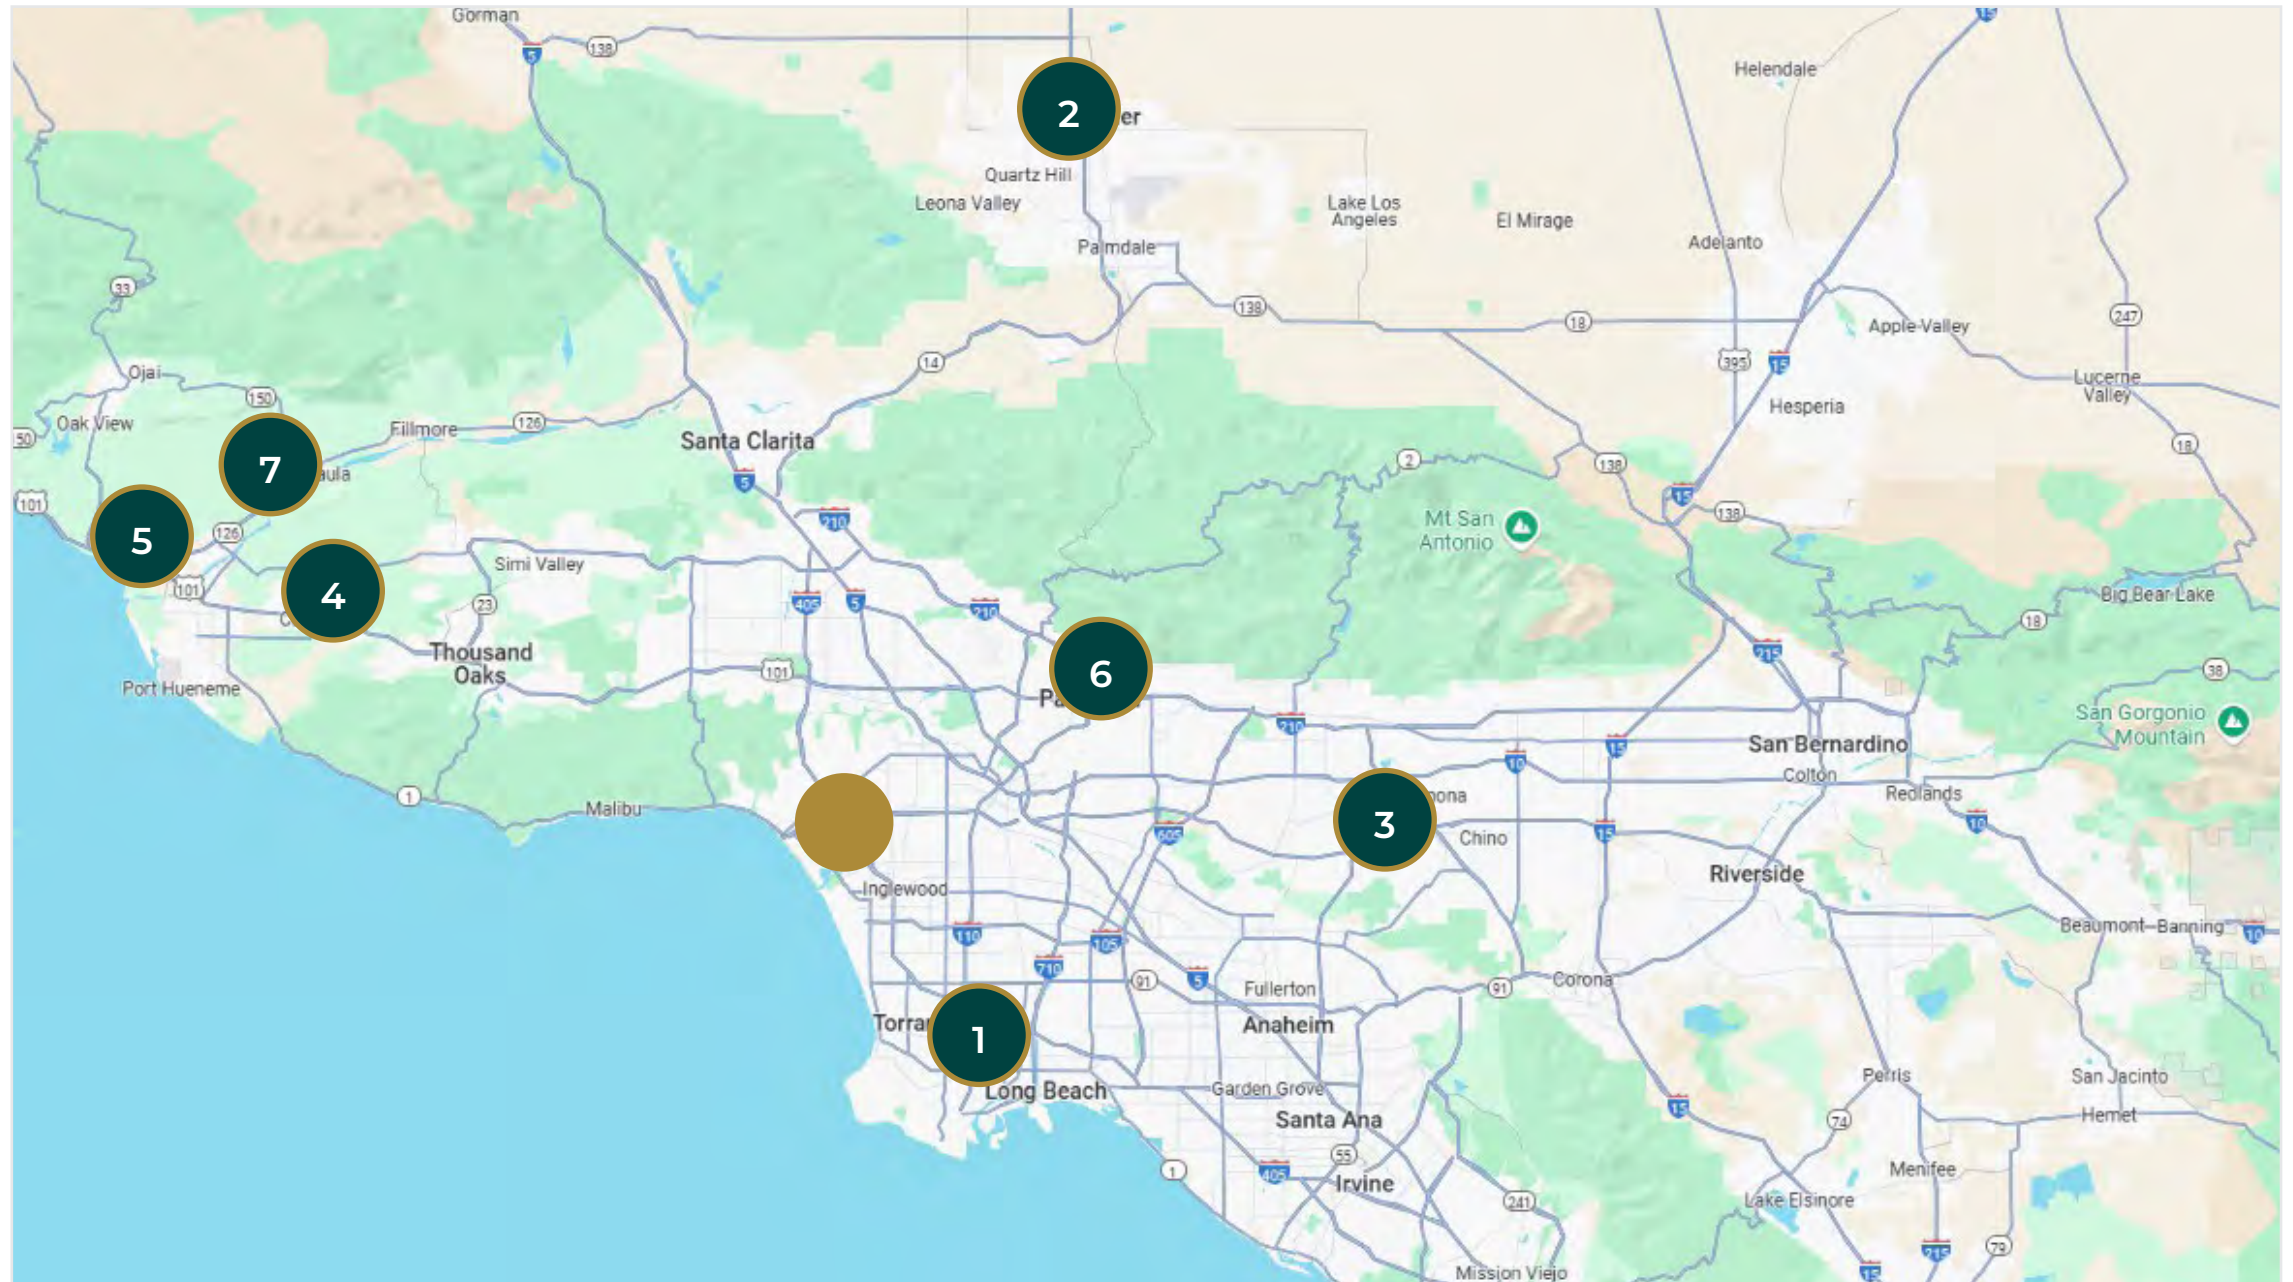 Gorman
15
5
138
Helendale
2
er
Quartz Hill
Leona Valley
Lake Los
Angeles
El Mirage
Palmdale
Adelanto
33
138
18
247
Apple Valley
14
395
15
Ojai
150
Lucerne
Valley
Oak View
Fillmore
126
Santa Clarita
Hesperia
50
7
aula
5
2
138
18
101
15
138
210
Mt San
Antonio
5
126
Simi Valley
101
4
23
405
5
210
Big Bear Lake
18
C
Thousand
Oaks
101
6
215
38
Port Hueneme
Pa
210
San Gorgonio
Mountain
15
San Bernardino
10
Colton
1
Malibu
3
ona
Redlands
605
Chino
15
10
Riverside
Inglewood
110
105
Beaumont
Banning
10
710
91
5
Fullerton
91
Corona
Torra
1
Anaheim
Long Beach
Garden Grove
Perris
San Jacinto
15
74
Hemet
Santa Ana
1
405
55
Irvine
Menifee
241
Lake Elsinore
Mission Viejo
15
215
79